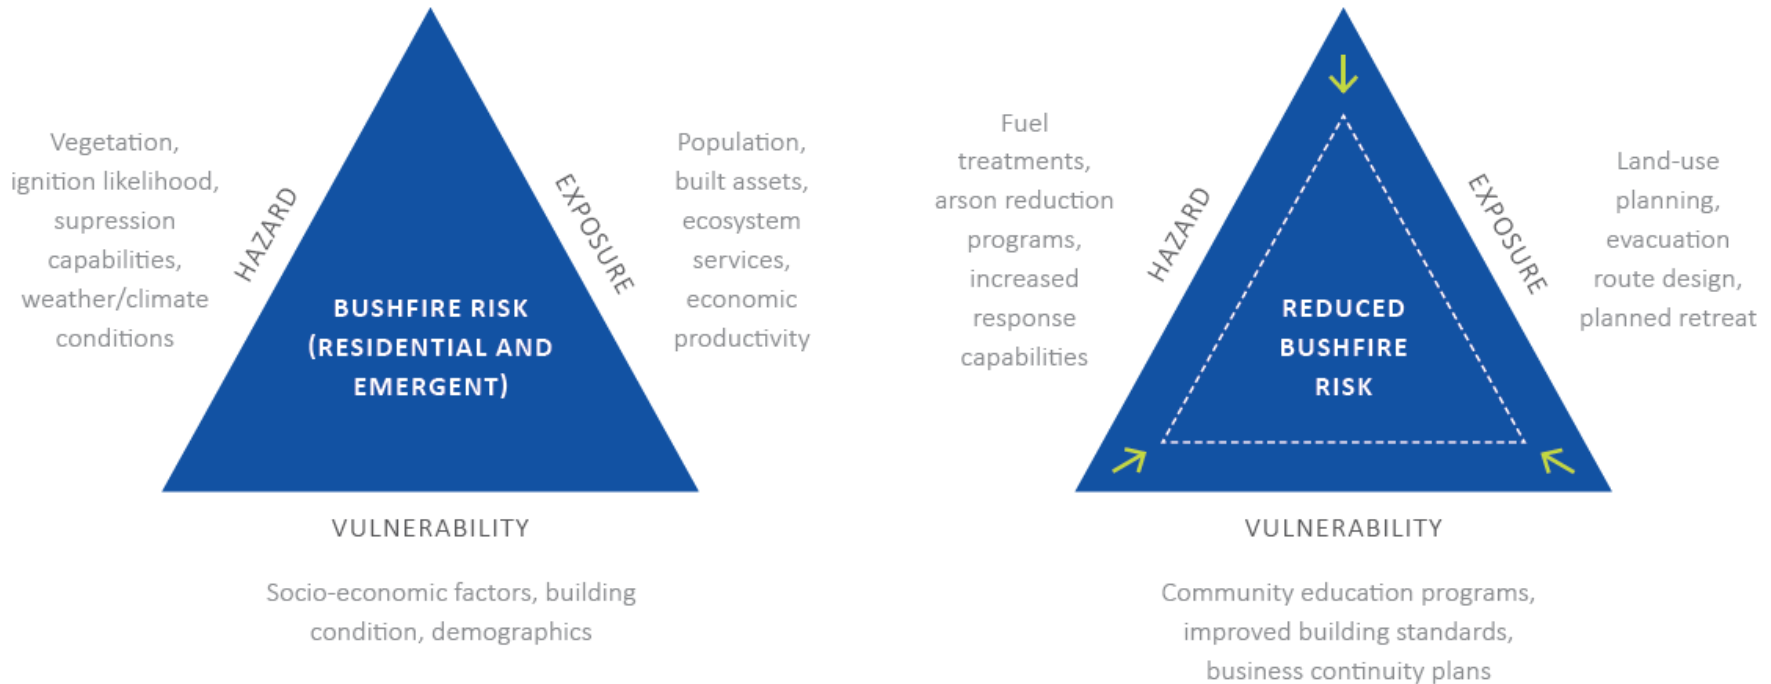 Vegetation,
ignition likelihood,
supression
capabilities,
weather/climate
conditions
HAZARD
BUSHFIRE RISK
(RESIDENTIAL AND
EMERGENT)
EXPOSURE
Population,
built assets,
ecosystem
services,
economic
productivity
VULNERABILITY
Socio-economic factors, building
condition, demographics
Fuel
treatments,
arson reduction
programs,
increased
response
capabilities
HAZARD
REDUCED
BUSHFIRE
RISK
EXPOSURE
Land-use
planning,
evacuation
route design,
planned retreat
VULNERABILITY
Community education programs,
improved building standards,
business continuity plans